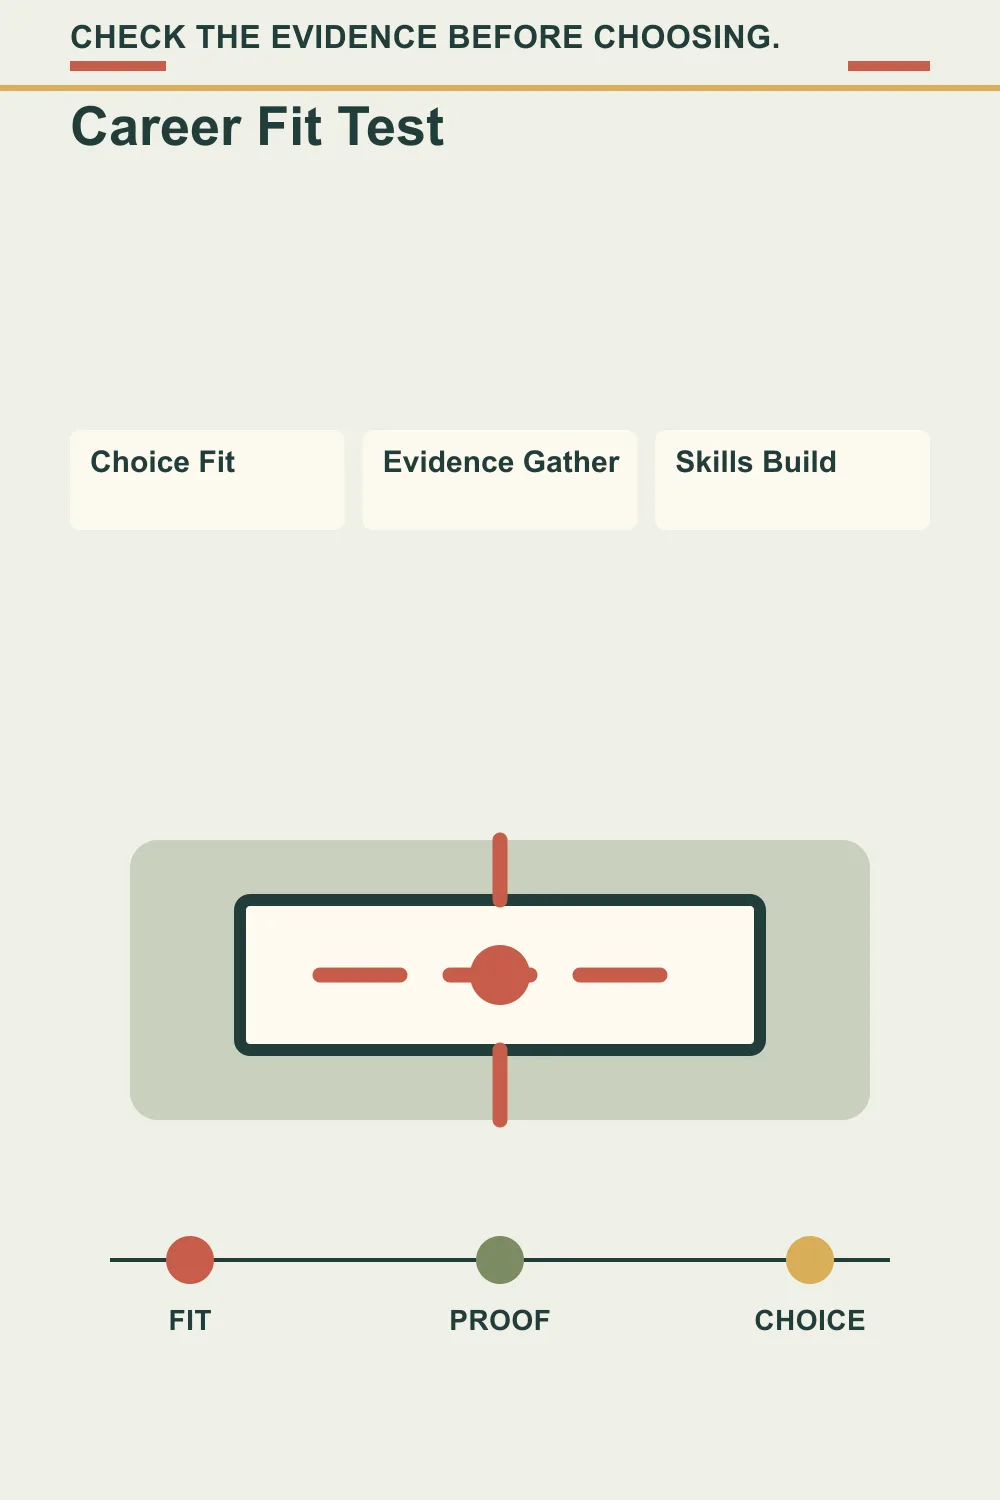 CHECK THE EVIDENCE BEFORE CHOOSING.
Career Fit Test
Choice Fit
Evidence Gather
Skills Build
FIT
PROOF
CHOICE